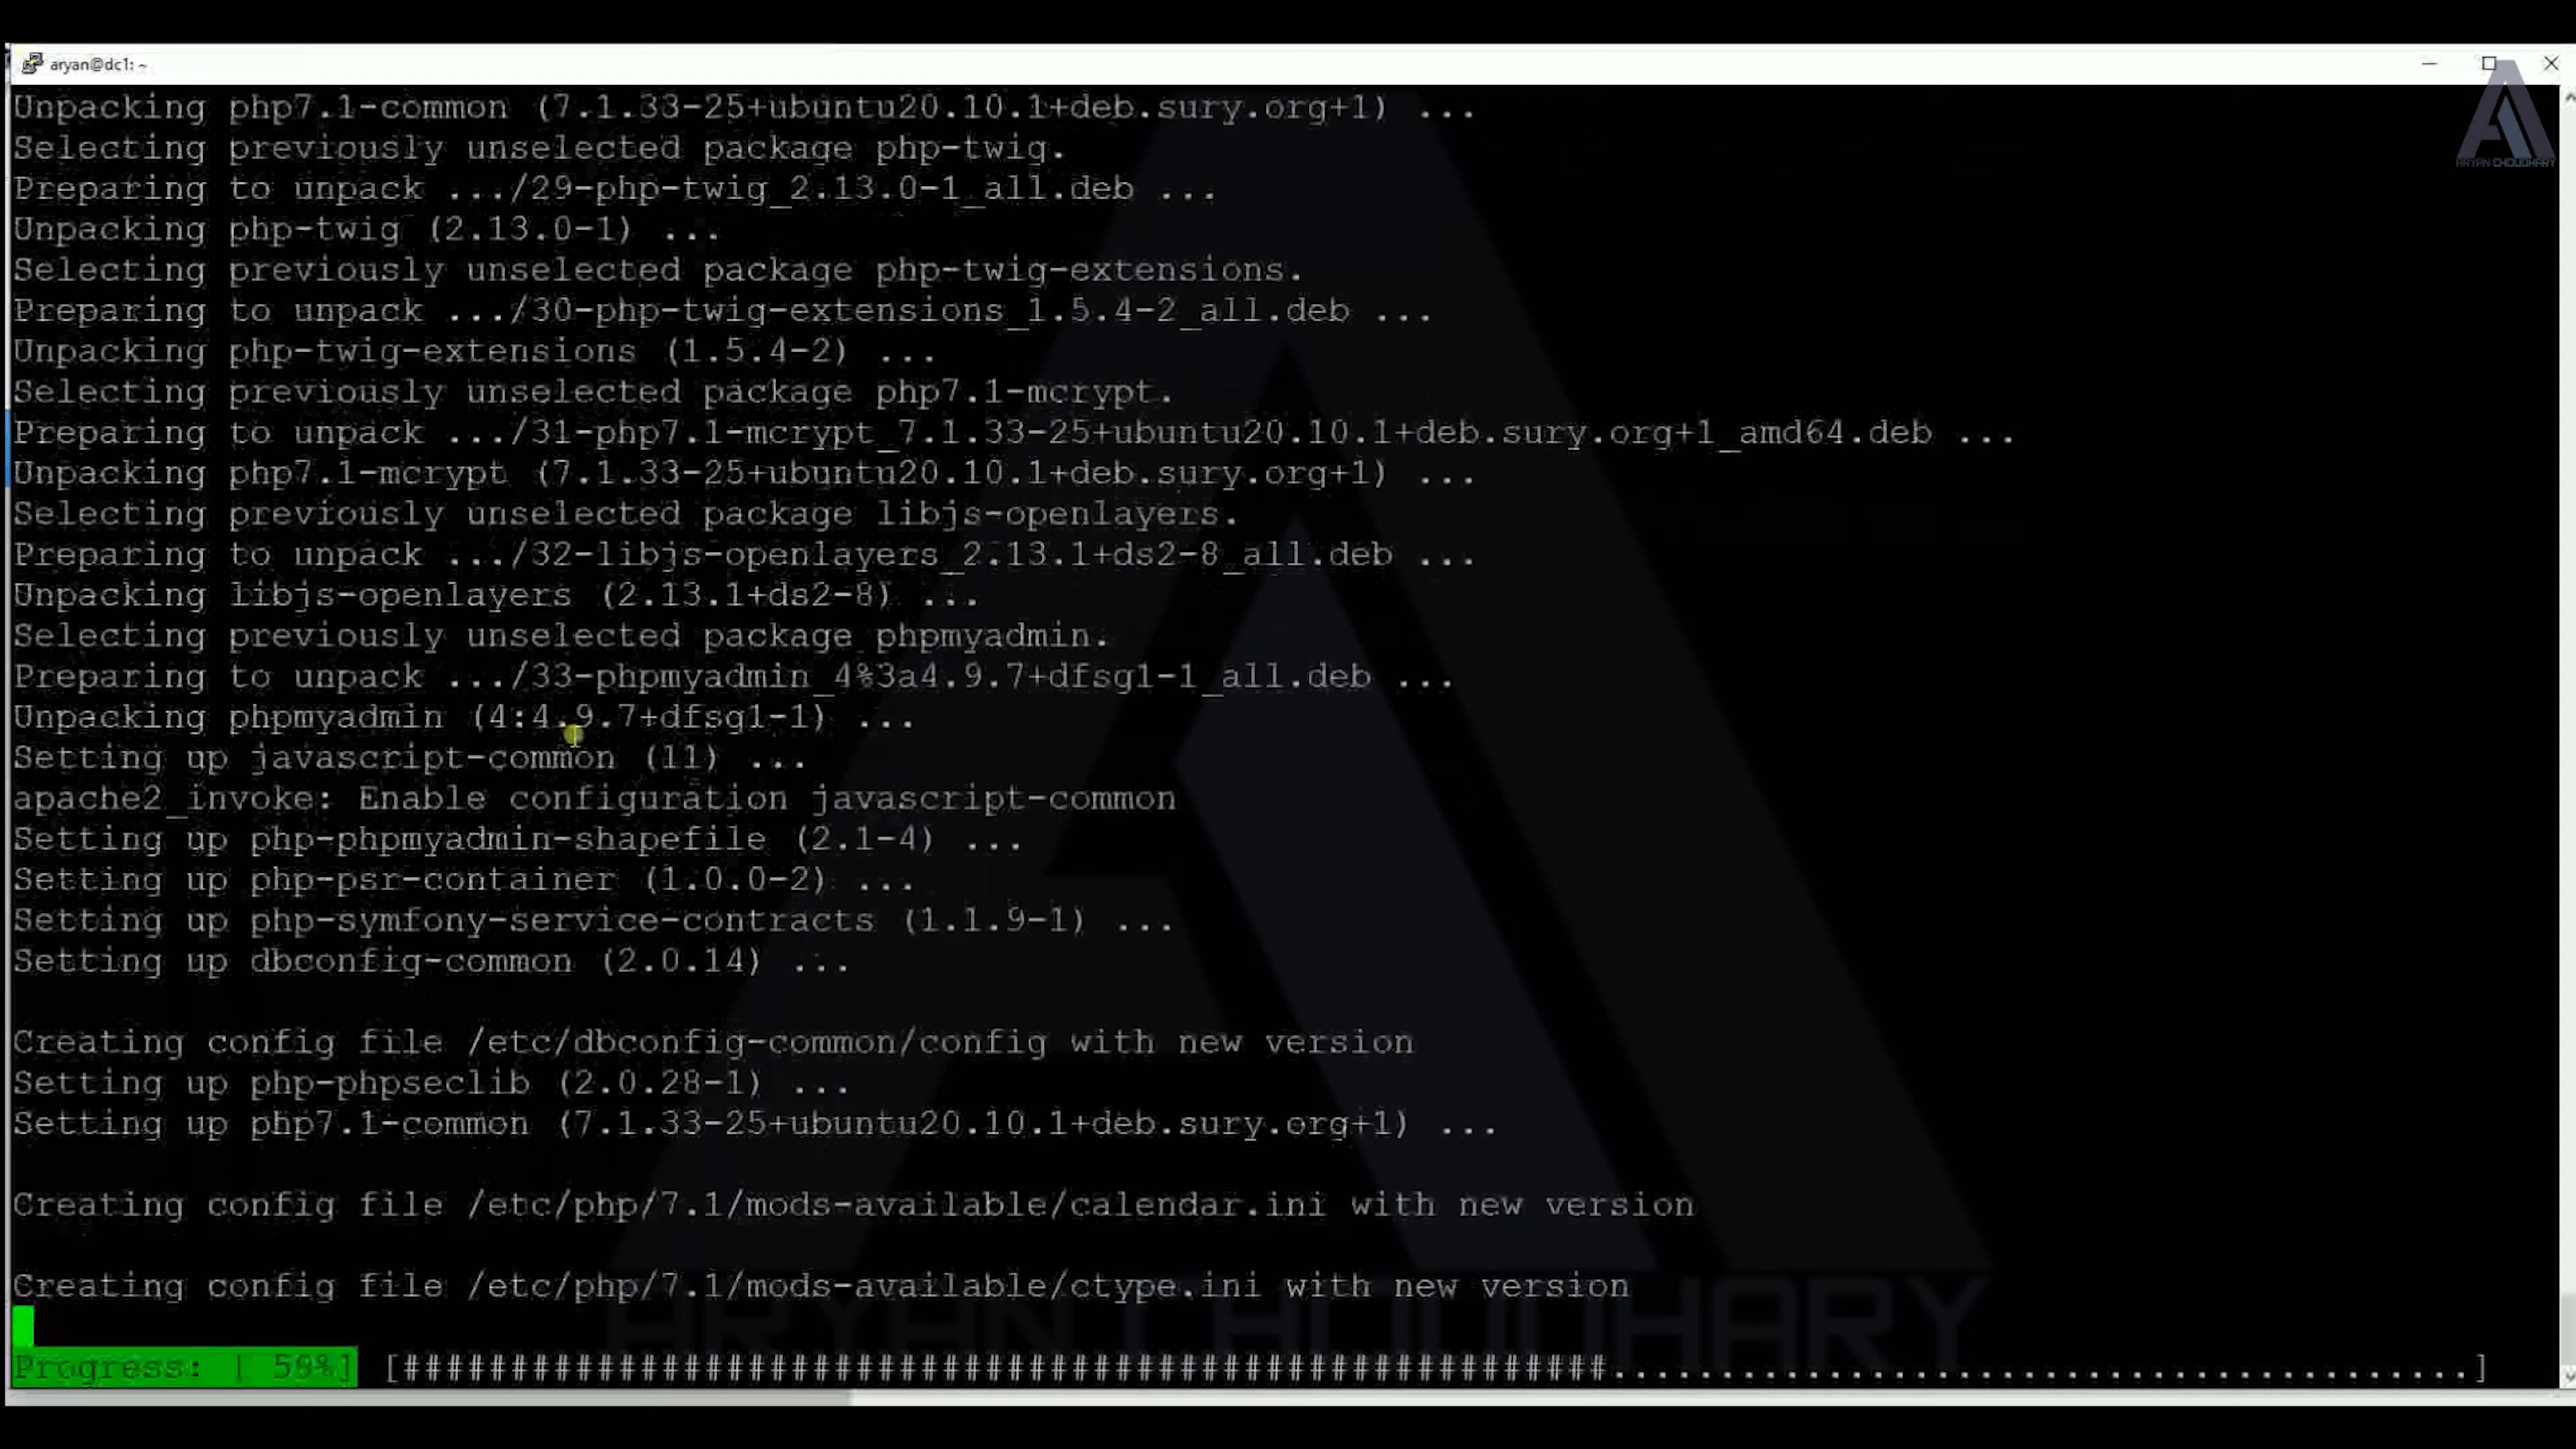 aryan@dc1: ~
Unpacking php7.1-common (7.1.33-25+ubuntu20.10.1+deb.sury.org+1) ...
Selecting previously unselected package php-twig.
Preparing to unpack .../29-php-twig_2.13.0-1_all.deb ...
Unpacking php-twig (2.13.0-1) ...
Selecting previously unselected package php-twig-extensions.
Preparing to unpack .../30-php-twig-extensions_1.5.4-2_all.deb ...
Unpacking php-twig-extensions (1.5.4-2) ...
Selecting previously unselected package php7.1-mcrypt.
Preparing to unpack .../31-php7.1-mcrypt_7.1.33-25+ubuntu20.10.1+deb.sury.org+1_amd64.deb ...
Unpacking php7.1-mcrypt (7.1.33-25+ubuntu20.10.1+deb.sury.org+1) ...
Selecting previously unselected package libjs-openlayers.
Preparing to unpack .../32-libjs-openlayers_2.13.1+ds2-8_all.deb ...
Unpacking libjs-openlayers (2.13.1+ds2-8) ...
Selecting previously unselected package phpmyadmin.
Preparing to unpack .../33-phpmyadmin_4%3a4.9.7+dfsg1-1_all.deb ...
Unpacking phpmyadmin (4:4.9.7+dfsg1-1) ...
Setting up javascript-common (11) ...
apache2_invoke: Enable configuration javascript-common
Setting up php-phpmyadmin-shapefile (2.1-4) ...
Setting up php-psr-container (1.0.0-2) ...
Setting up php-symfony-service-contracts (1.1.9-1) ...
Setting up dbconfig-common (2.0.14) ...
Creating config file /etc/dbconfig-common/config with new version
Setting up php-phpseclib (2.0.28-1) ...
Setting up php7.1-common (7.1.33-25+ubuntu20.10.1+deb.sury.org+1) ...
Creating config file /etc/php/7.1/mods-available/calendar.ini with new version
Creating config file /etc/php/7.1/mods-available/ctype.ini with new version
Progress: [ 59%] [########################################################........................................]
ARYAN CHOUDHARY
ARYAN CHOUDHARY